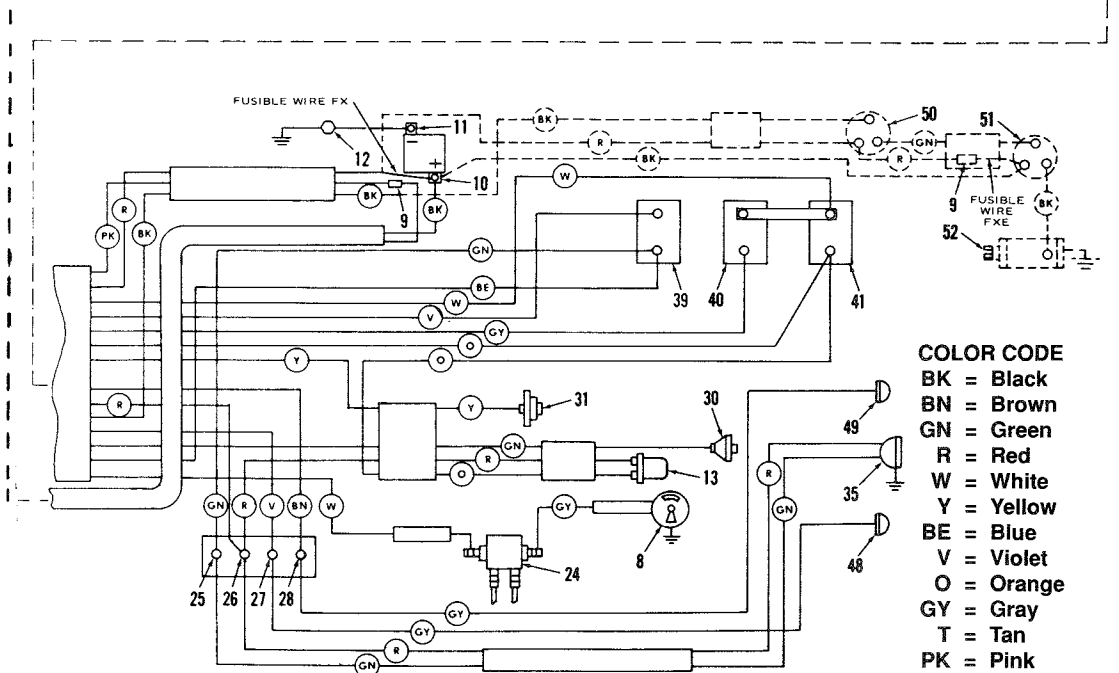 FUSIBLE WIRE FX
11
12
10
9
BK
BK
BK
R
BK
GN
R
50
51
9
FUSIBLE
WIRE
FXE
BK
52
R
PK
BK
W
GN
BE
W
V
GY
O
39
40
41
Y
O
R
Y
31
GN
R
O
30
13
49
35
48
R
GN
GN
R
V
BN
W
GY
8
24
25
26
27
28
GY
GY
R
GN
COLOR CODE
BK = Black
BN = Brown
GN = Green
R = Red
W = White
Y = Yellow
BE = Blue
V = Violet
O = Orange
GY = Gray
T = Tan
PK = Pink